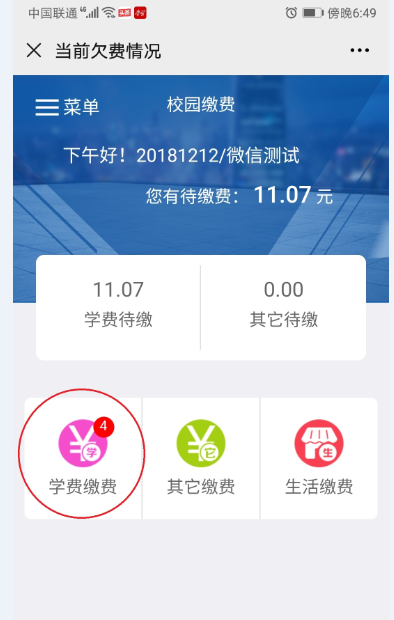 中国联通 4G 傍晚6:49
当前欠费情况
菜单 校园缴费
下午好！20181212/微信测试
您有待缴费： 11.07 元
11.07 0.00
学费待缴 其它待缴
4
学 它 生
学费缴费 其它缴费 生活缴费